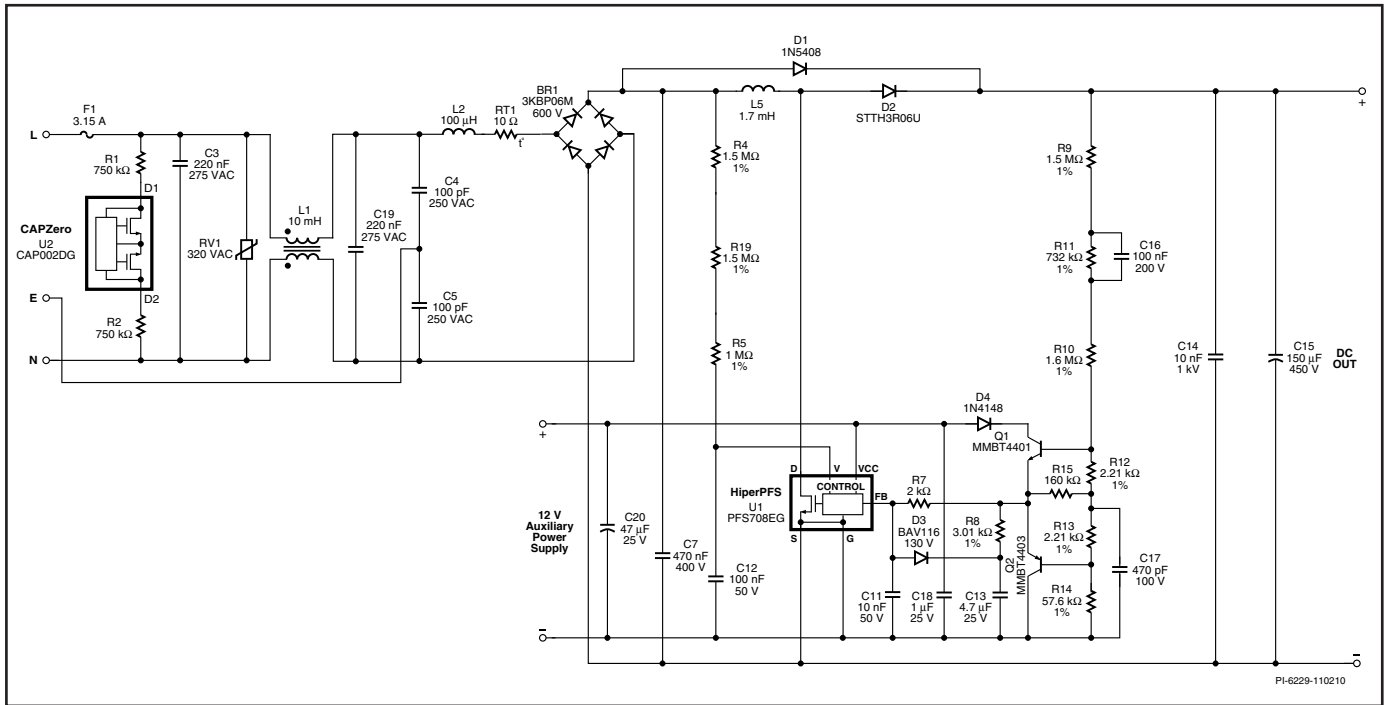 D1
1N5408
BR1
3KBP06M
600 V
L2
100 µH
RT1
10 Ω
t°
L5
1.7 mH
D2
STTH3R06U
+
F1
3.15 A
L
R1
750 kΩ
C3
220 nF
275 VAC
D1
CAPZero
U2
CAP002DG
D2
RV1
320 VAC
L1
10 mH
C19
220 nF
275 VAC
C4
100 pF
250 VAC
C5
100 pF
250 VAC
E
R2
750 kΩ
N
R4
1.5 MΩ
1%
R19
1.5 MΩ
1%
R5
1 MΩ
1%
R9
1.5 MΩ
1%
R11
732 kΩ
1%
C16
100 nF
200 V
R10
1.6 MΩ
1%
C14
10 nF
1 kV
C15
150 µF
450 V
DC
OUT
+
D4
1N4148
Q1
MMBT4401
D
V
VCC
CONTROL
HiperPFS
U1
PFS708EG
FB
S
G
R7
2 kΩ
R15
160 kΩ
R12
2.21 kΩ
1%
D3
BAV116
130 V
R8
3.01 kΩ
1%
Q2
MMBT4403
R13
2.21 kΩ
1%
C17
470 pF
100 V
R14
57.6 kΩ
1%
12 V
Auxiliary
Power
Supply
C20
47 µF
25 V
C7
470 nF
400 V
C12
100 nF
50 V
C11
10 nF
50 V
C18
1 µF
25 V
C13
4.7 µF
25 V
–
–
PI-6229-110210